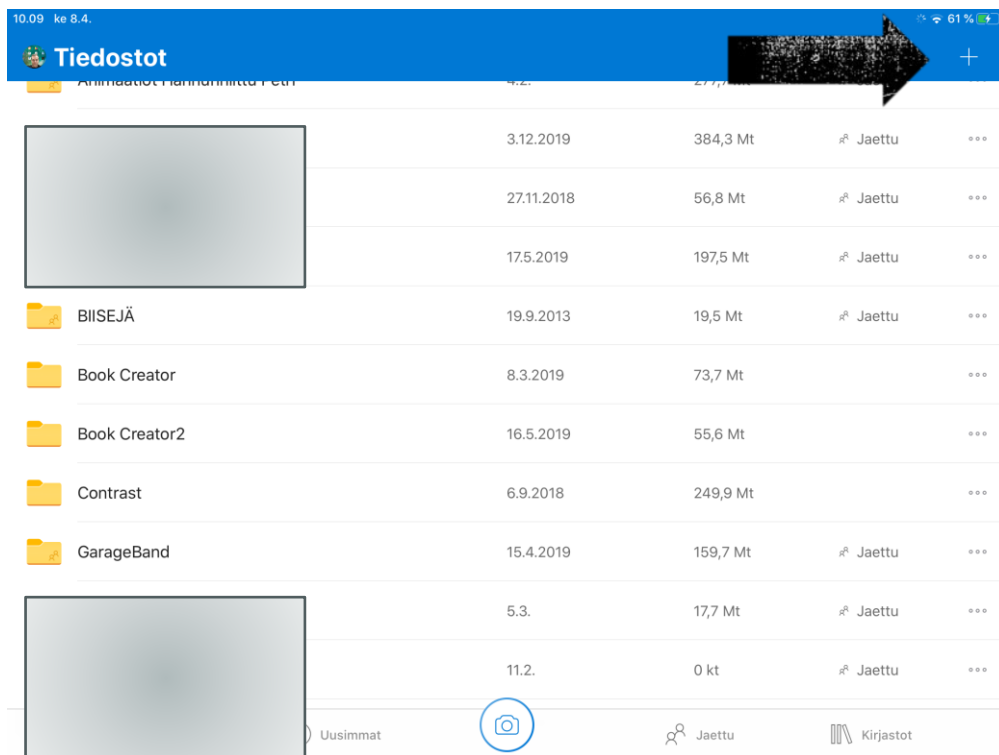 10.09 ke 8.4.
61 %
Tiedostot
4.2.
3.12.2019 384,3 Mt Jaettu
27.11.2018 56,8 Mt Jaettu
17.5.2019 197,5 Mt Jaettu
BIISEJÄ 19.9.2013 19,5 Mt Jaettu
Book Creator 8.3.2019 73,7 Mt
Book Creator2 16.5.2019 55,6 Mt
Contrast 6.9.2018 249,9 Mt
GarageBand 15.4.2019 159,7 Mt Jaettu
5.3. 17,7 Mt Jaettu
11.2. 0 kt Jaettu
Uusimmat Jaettu Kirjastot